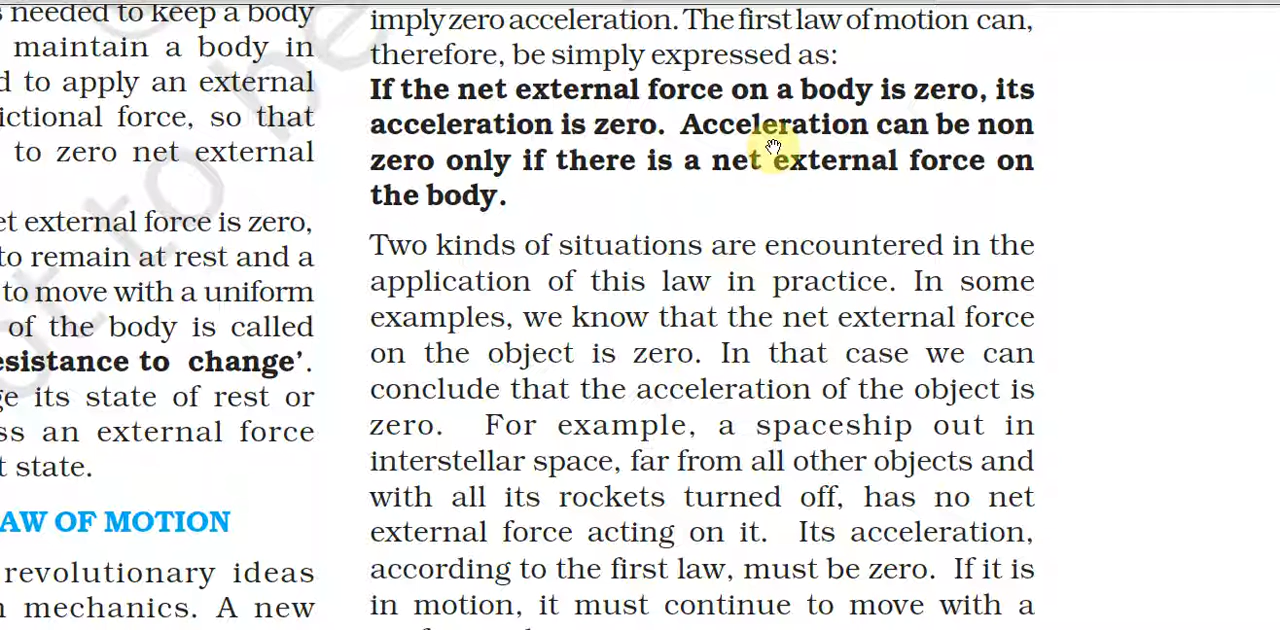 s needed to keep a body
maintain a body in
d to apply an external
ictional force, so that
to zero net external
et external force is zero,
to remain at rest and a
to move with a uniform
of the body is called
esistance to change'.
ge its state of rest or
ss an external force
t state.
AW OF MOTION
revolutionary ideas
n mechanics. A new
imply zero acceleration. The first law of motion can,
therefore, be simply expressed as:
If the net external force on a body is zero, its
acceleration is zero. Acceleration can be non
zero only if there is a net external force on
the body.
Two kinds of situations are encountered in the
application of this law in practice. In some
examples, we know that the net external force
on the object is zero. In that case we can
conclude that the acceleration of the object is
zero. For example, a spaceship out in
interstellar space, far from all other objects and
with all its rockets turned off, has no net
external force acting on it. Its acceleration,
according to the first law, must be zero. If it is
in motion, it must continue to move with a
not to be